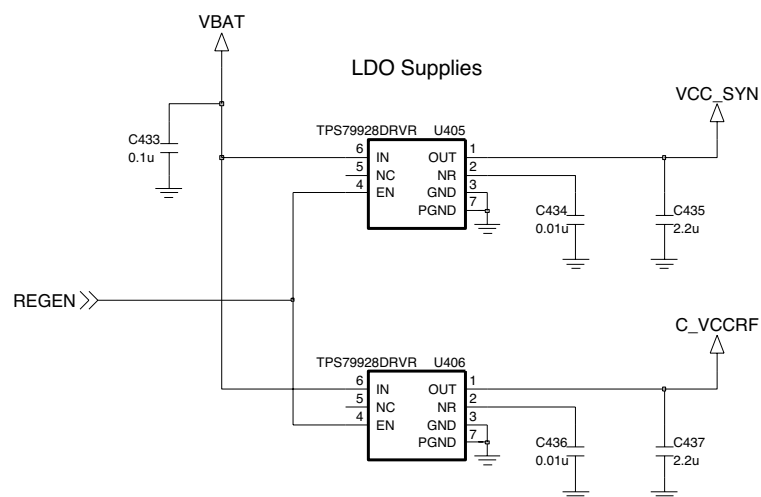 VBAT
LDO Supplies
VCC_SYN
C433
0.1u
TPS79928DRVR U405
6 IN OUT 1
5 NC NR 2
4 EN GND 3
PGND 7
C434
0.01u
C435
2.2u
REGEN
C_VCCRF
TPS79928DRVR U406
6 IN OUT 1
5 NC NR 2
4 EN GND 3
PGND 7
C436
0.01u
C437
2.2u